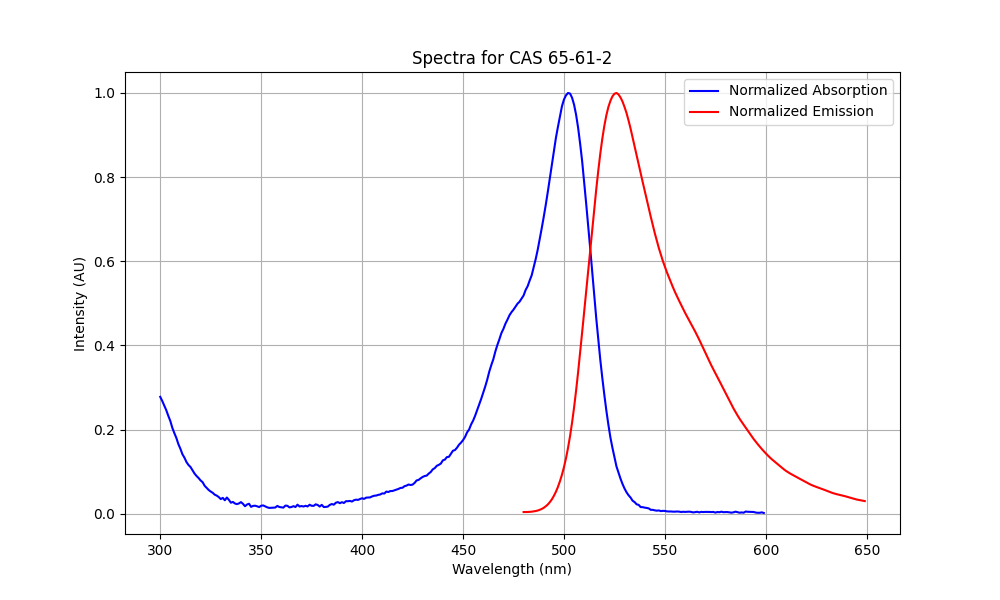 Spectra for CAS 65-61-2
Normalized Absorption
Normalized Emission
1.0
0.8
0.6
0.4
0.2
0.0
Intensity (AU)
300 350 400 450 500 550 600 650
Wavelength (nm)